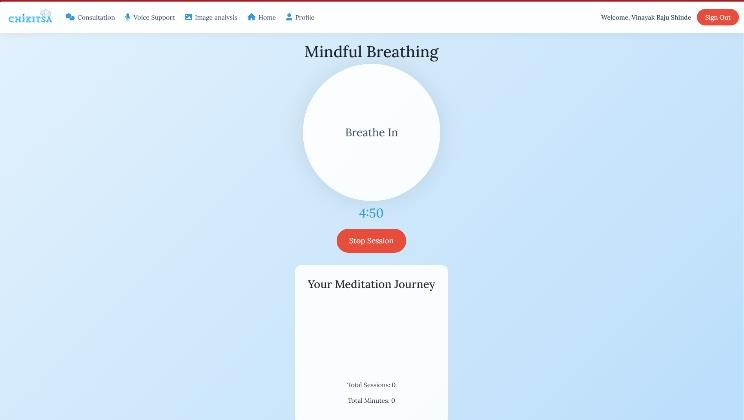 CHIKITSA
Consultation
Voice Support
Image analysis
Home
Profile
Welcome, Vinayak Raju Shinde
Sign Out
Mindful Breathing
Breathe In
4:50
Stop Session
Your Meditation Journey
Total Sessions: 0
Total Minutes: 0